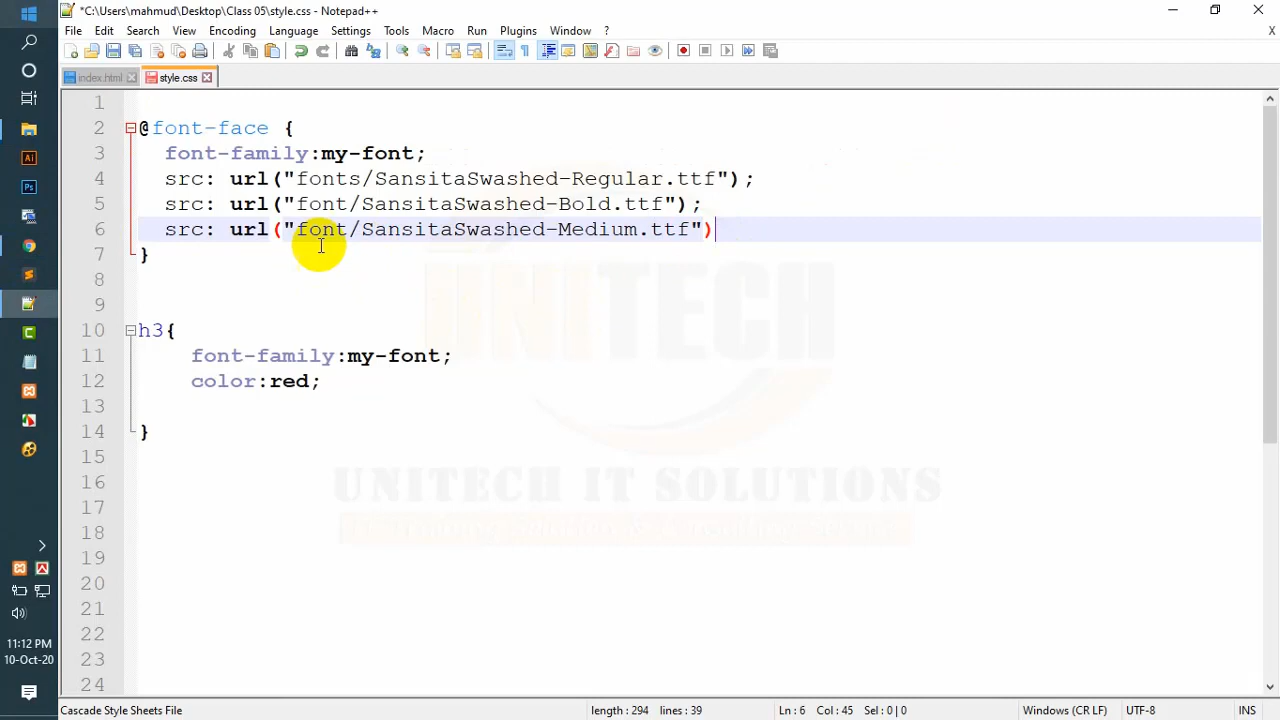 *C:\Users\mahmud\Desktop\Class 05\style.css - Notepad++
File Edit Search View Encoding Language Settings Tools Macro Run Plugins Window ? X
index.html style.css
1
2 @font-face {
3 font-family:my-font;
4 src: url("fonts/SansitaSwashed-Regular.ttf");
5 src: url("font/SansitaSwashed-Bold.ttf");
6 src: url("font/SansitaSwashed-Medium.ttf")
7 }
8
9
10 h3{
11 font-family:my-font;
12 color:red;
13
14 }
15
16
17
18
19
20
21
22
23
24
UNITECH
UNITECH IT SOLUTIONS
Ai
Ps
11:12 PM
10-Oct-20
Cascade Style Sheets File length : 294 lines : 39 Ln : 6 Col : 45 Sel : 0 | 0 Windows (CR LF) UTF-8 INS